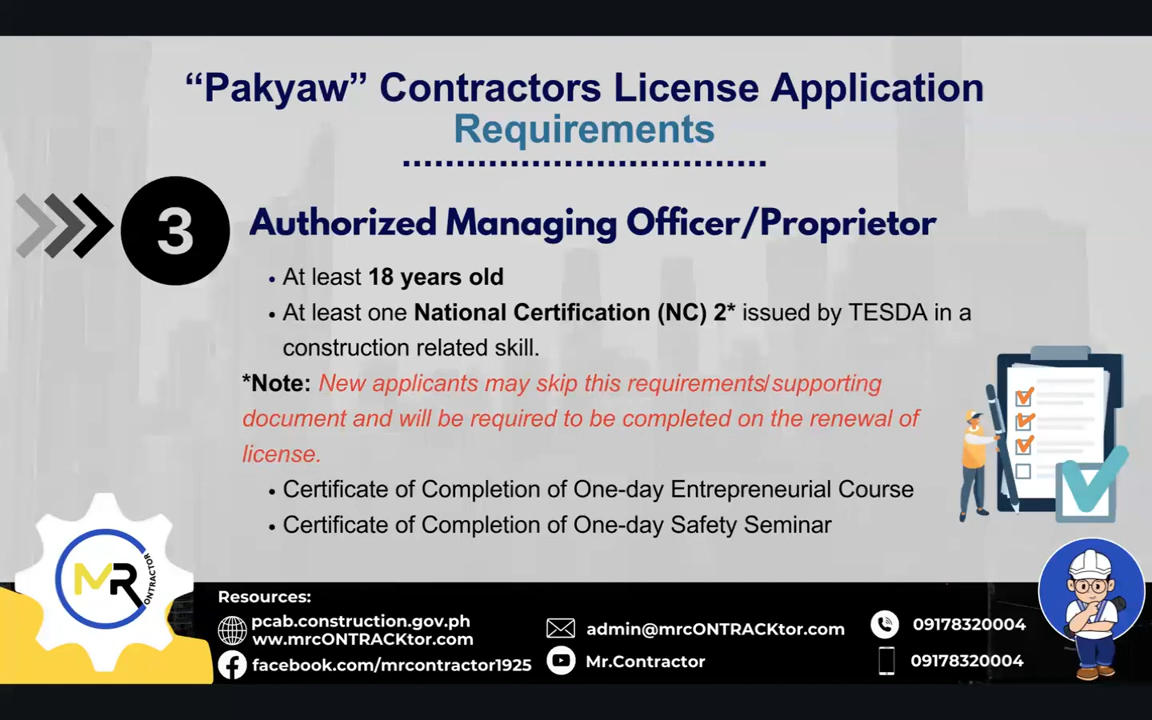 “Pakyaw” Contractors License Application
Requirements
3
Authorized Managing Officer/Proprietor
• At least 18 years old
• At least one National Certification (NC) 2* issued by TESDA in a
construction related skill.
*Note: New applicants may skip this requirements/supporting
document and will be required to be completed on the renewal of
license.
• Certificate of Completion of One-day Entrepreneurial Course
• Certificate of Completion of One-day Safety Seminar
MR CONTRACTOR
Resources:
pcab.construction.gov.ph
ww.mrcONTRACKtor.com
facebook.com/mrcontractor1925
admin@mrcONTRACKtor.com
Mr.Contractor
09178320004
09178320004